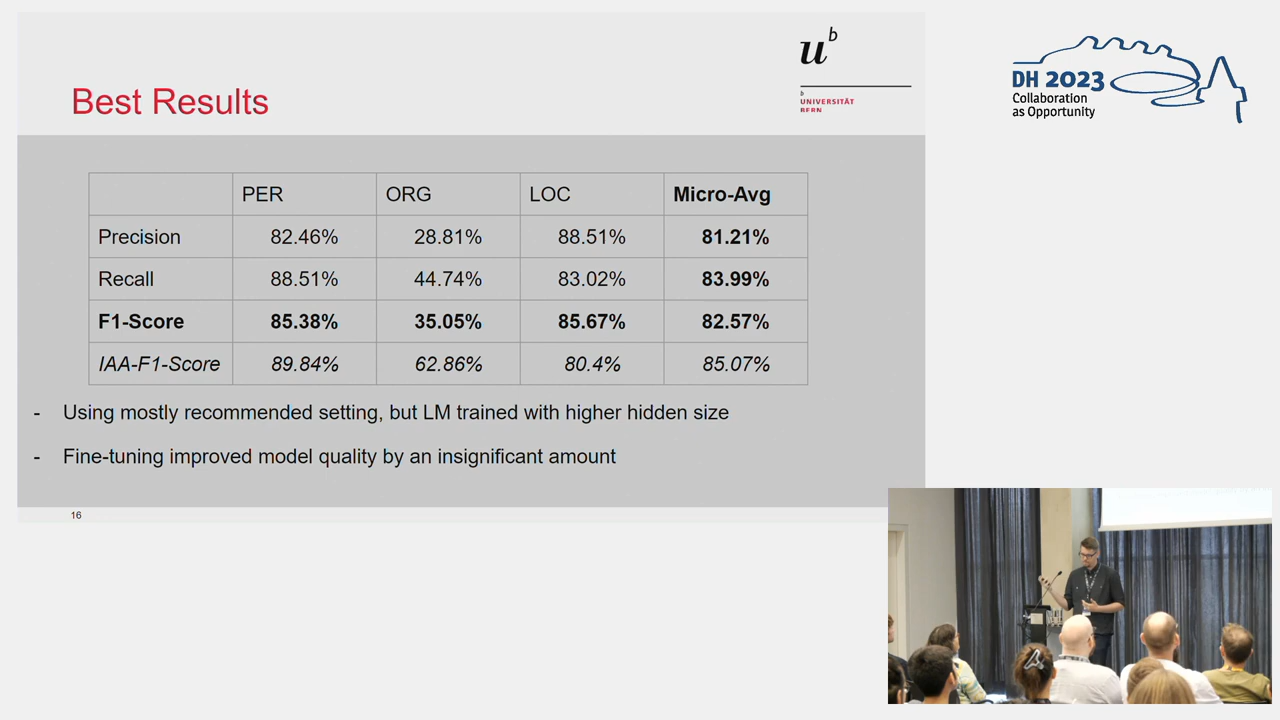 Best Results
u b
b
UNIVERSITÄT
BERN
DH 2023
Collaboration
as Opportunity
PER ORG LOC Micro-Avg
Precision 82.46% 28.81% 88.51% 81.21%
Recall 88.51% 44.74% 83.02% 83.99%
F1-Score 85.38% 35.05% 85.67% 82.57%
IAA-F1-Score 89.84% 62.86% 80.4% 85.07%
- Using mostly recommended setting, but LM trained with higher hidden size
- Fine-tuning improved model quality by an insignificant amount
16